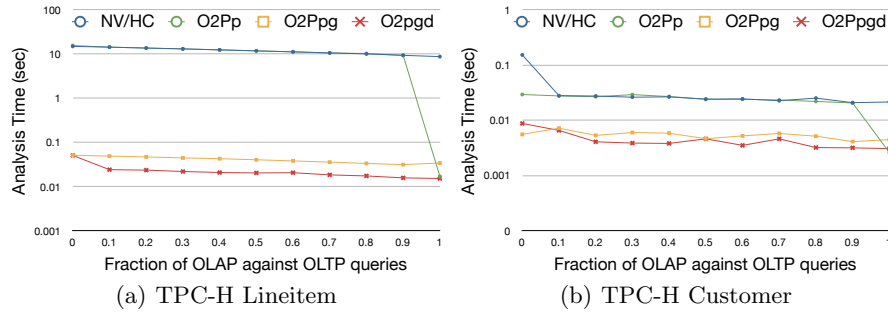 NV/HC O2Pp O2Ppg O2Ppgd
Analysis Time (sec)
100
10
1
0.1
0.01
0.001
0 0.1 0.2 0.3 0.4 0.5 0.6 0.7 0.8 0.9 1
Fraction of OLAP against OLTP queries
(a) TPC-H Lineitem
NV/HC O2Pp O2Ppg O2Ppgd
Analysis Time (sec)
1
0.1
0.01
0.001
0
0 0.1 0.2 0.3 0.4 0.5 0.6 0.7 0.8 0.9 1
Fraction of OLAP against OLTP queries
(b) TPC-H Customer